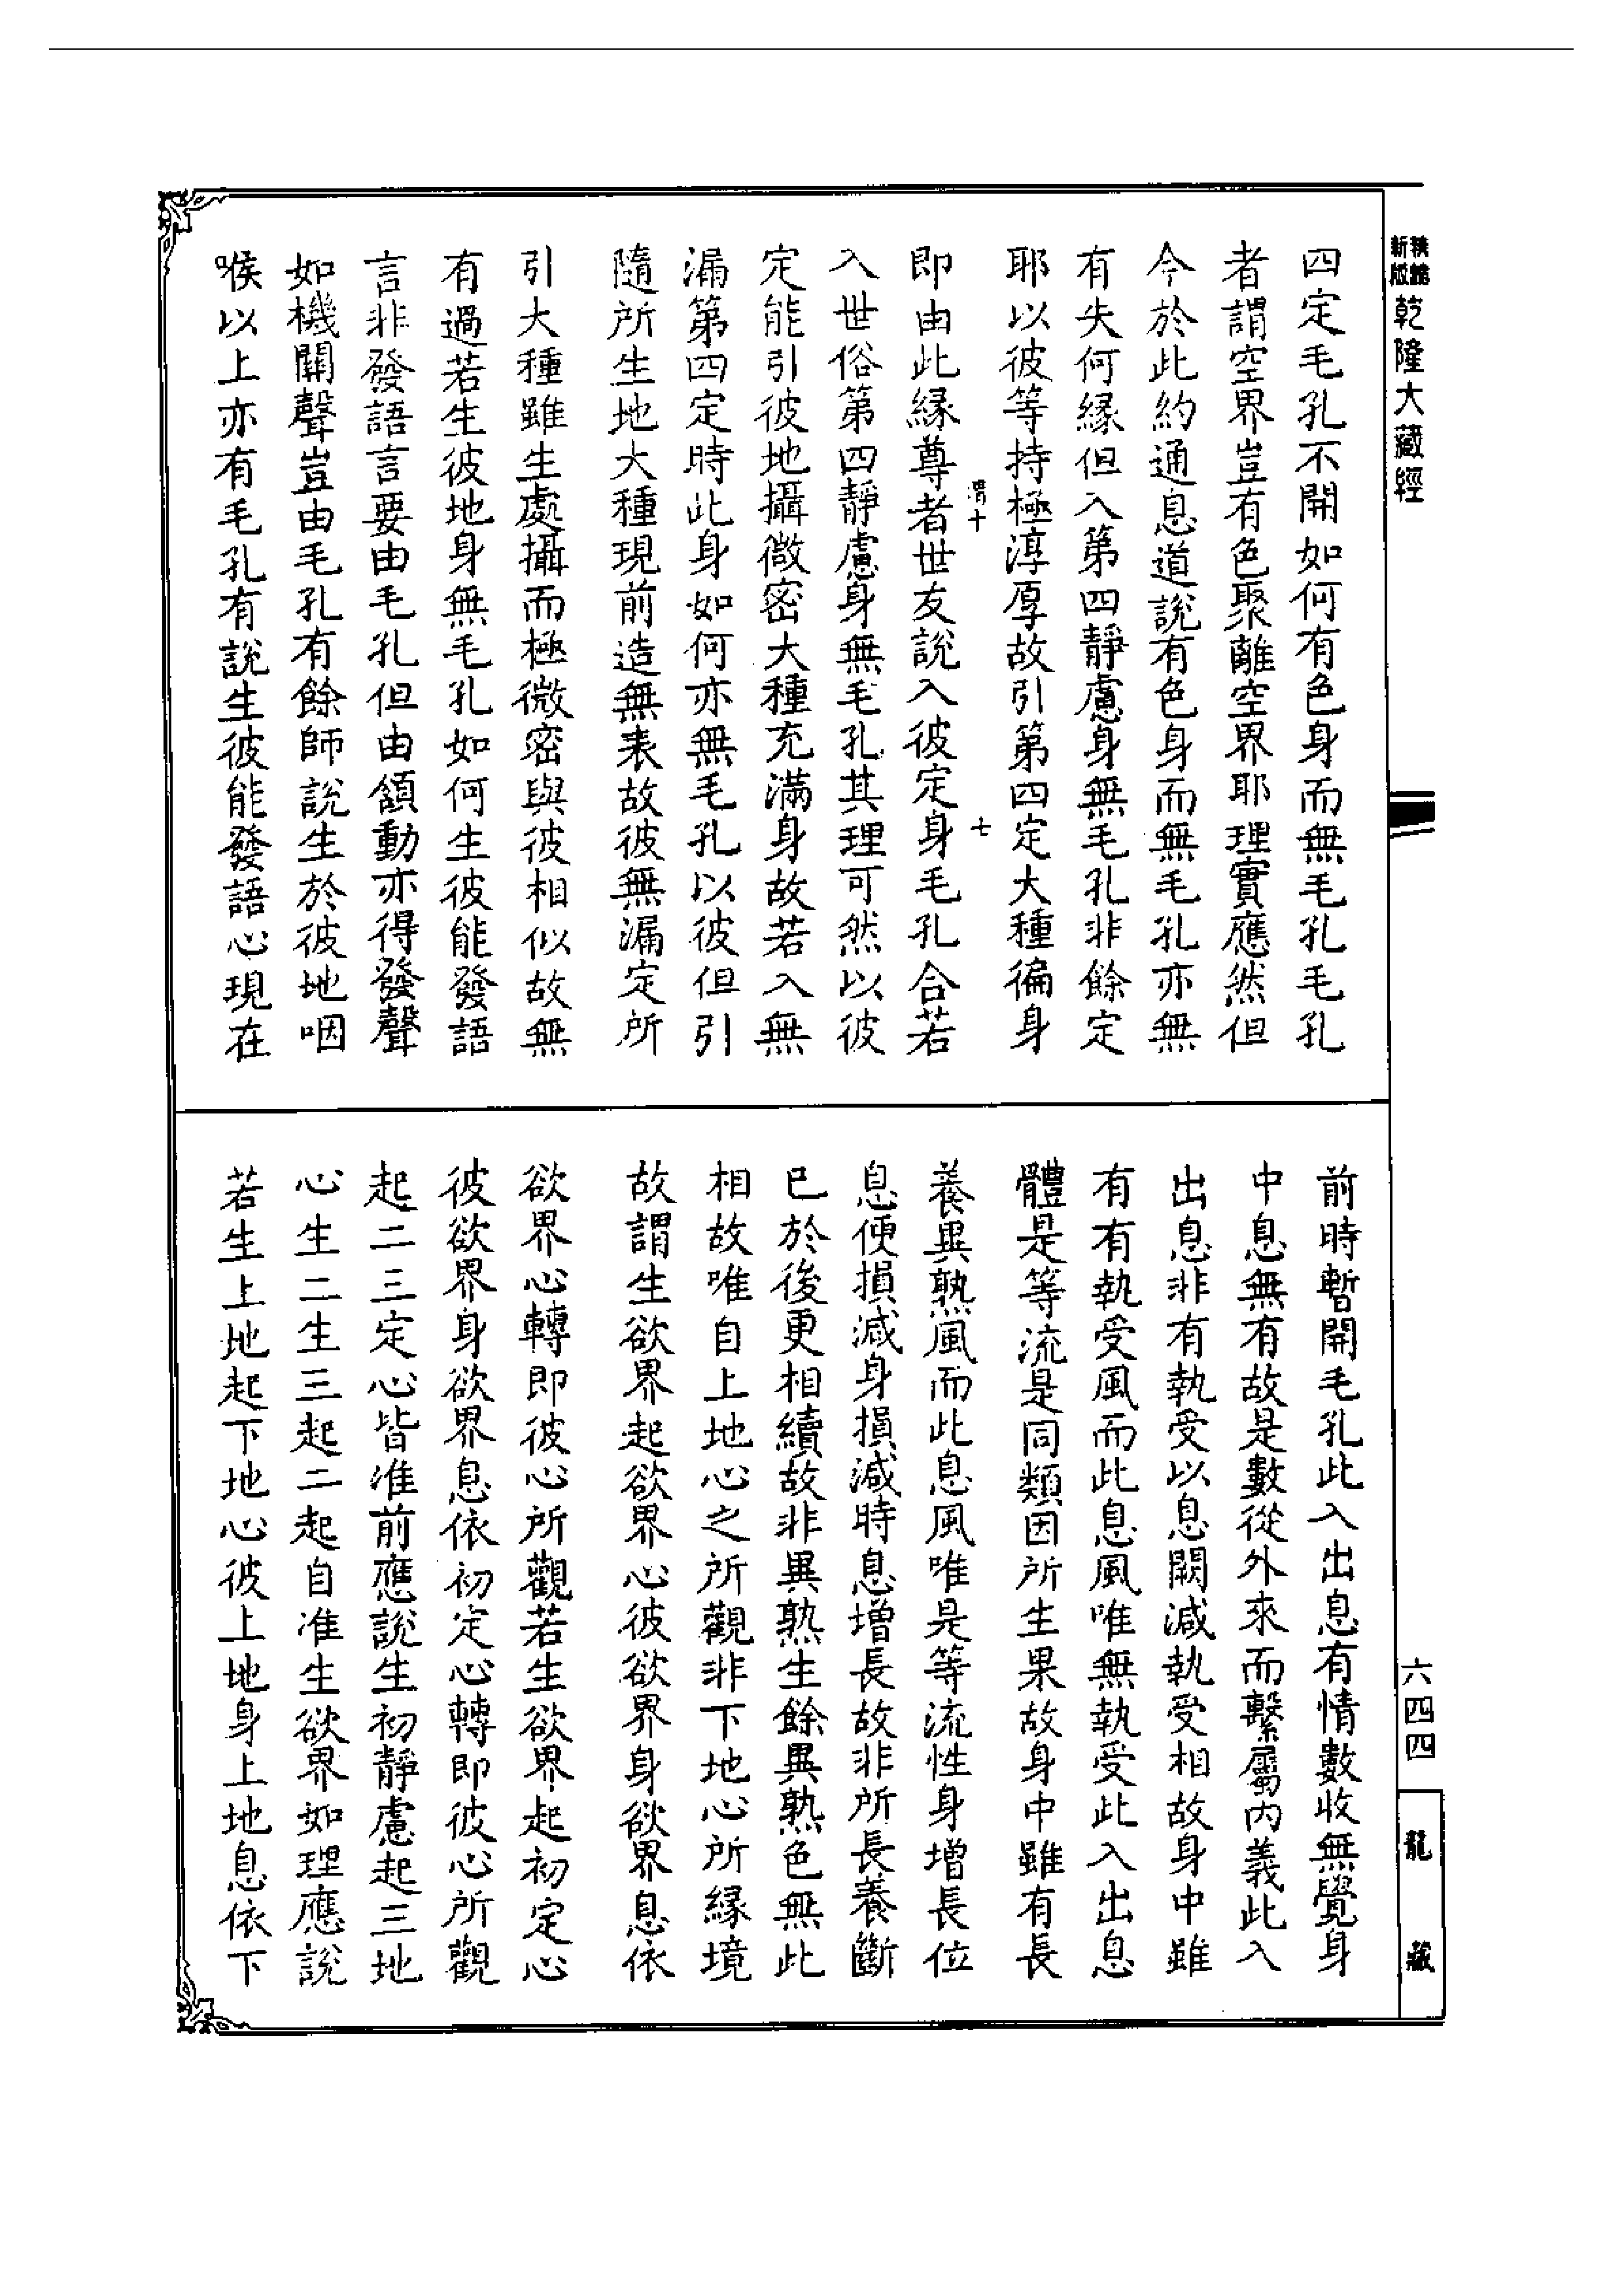 乾隆大藏經
四定毛孔不開如何有色身而無毛孔毛孔
者謂空界豈有色聚離空界耶理實應然但
今於此約通息道說有色身而無毛孔亦無
有失何緣但入第四靜慮身無毛孔非餘定
耶以彼等持極淳厚故引第四定大種徧身
謂十
七
即由此緣尊者世友說入彼定身毛孔合若
入世俗第四靜慮身無毛孔其理可然以彼
定能引彼地攝微密大種充滿身故若入無
漏第四定時此身如何亦無毛孔以彼但引
隨所生地大種現前造無表故彼無漏定所
引大種雖生處攝而極微密與彼相似故無
有過若生彼地身無毛孔如何生彼能發語
言非發語言要由毛孔但由頷動亦得發聲
如機關聲豈由毛孔有餘師說生於彼地咽
喉以上亦有毛孔有說生彼能發語心現在
前時暫開毛孔此入出息有情數收無覺身
中息無有故是數從外來而繫屬內義此入
出息非有執受以息闕減執受相故身中雖
有有執受風而此息風唯無執受此入出息
體是等流是同類因所生果故身中雖有長
養異熟風而此息風唯是等流性身增長位
息便損減身損減時息增長故非所長養斷
已於後更相續故非異熟生餘異熟色無此
相故唯自上地心之所觀非下地心所緣境
故謂生欲界起欲界心彼欲界身欲界息依
欲界心轉即彼心所觀若生欲界起初定心
彼欲界身欲界息依初定心轉即彼心所觀
起二三定心皆准前應說生初靜慮起三地
心生二生三起二起自准生欲界如理應說
若生上地起下地心彼上地身上地息依下
六四四
龍藏